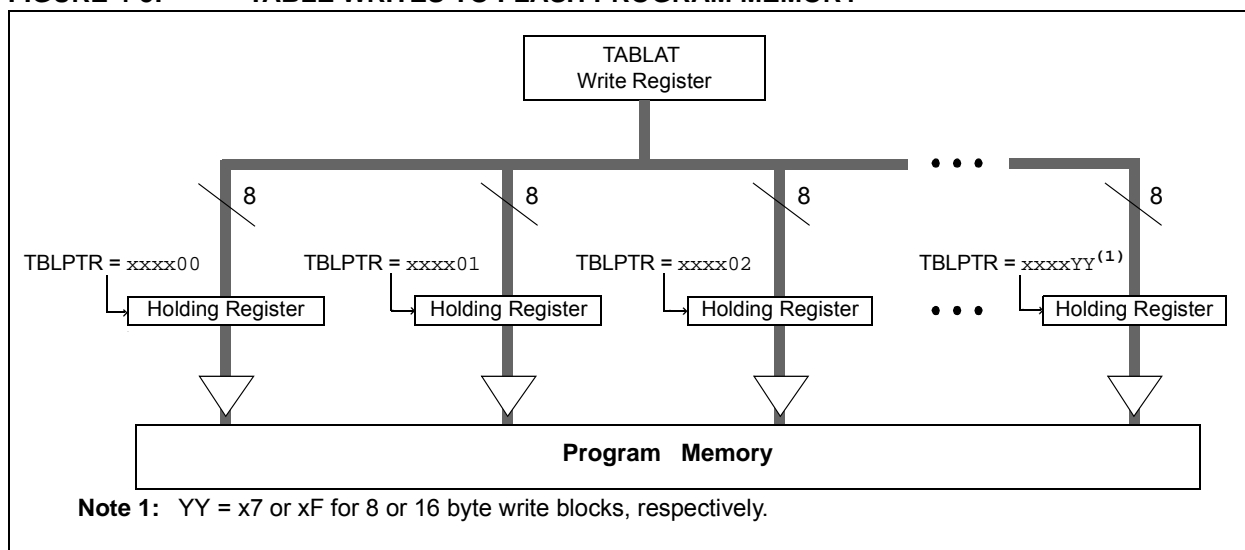 TABLAT
Write Register
8 8 8 8
TBLPTR = xxxx00 TBLPTR = xxxx01 TBLPTR = xxxx02 TBLPTR = xxxxYY(1)
Holding Register Holding Register Holding Register Holding Register
Program Memory
Note 1: YY = x7 or xF for 8 or 16 byte write blocks, respectively.